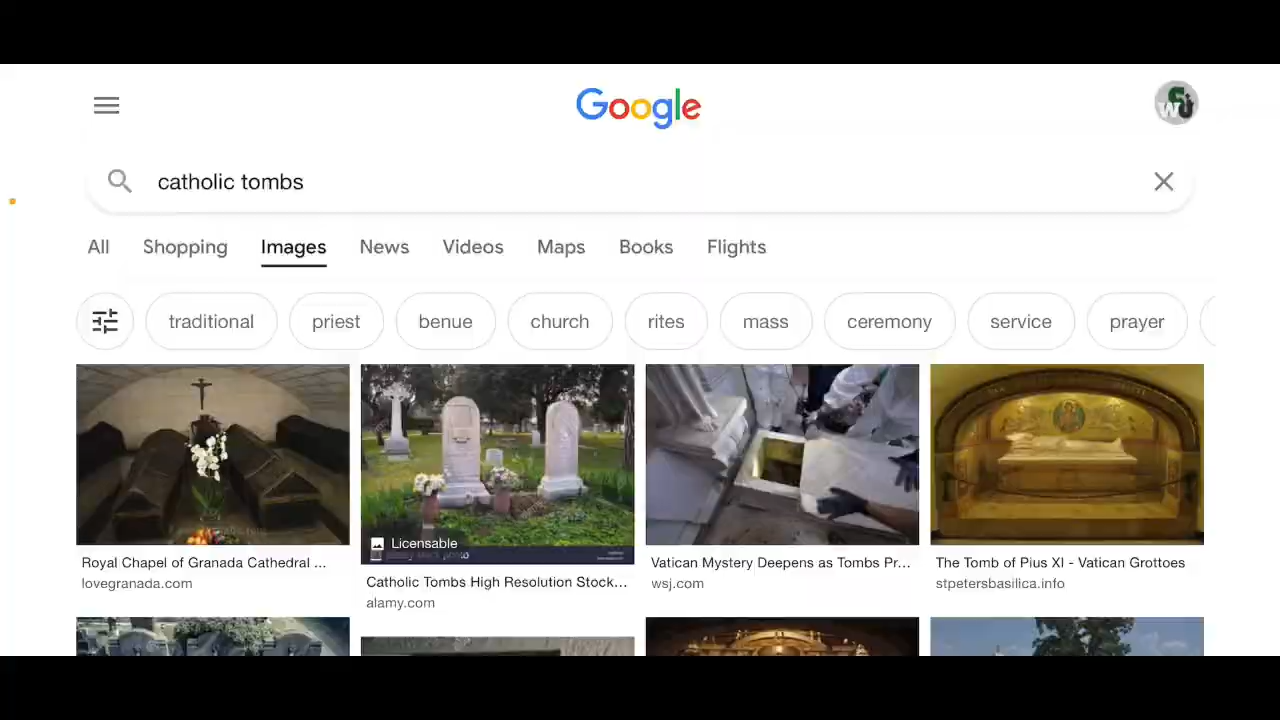 Google
catholic tombs
All Shopping Images News Videos Maps Books Flights
traditional priest benue church rites mass ceremony service prayer
Licensable
Royal Chapel of Granada Cathedral ...
lovegranada.com
Catholic Tombs High Resolution Stock...
alamy.com
Vatican Mystery Deepens as Tombs Pr...
wsj.com
The Tomb of Pius XI - Vatican Grottoes
stpetersbasilica.info